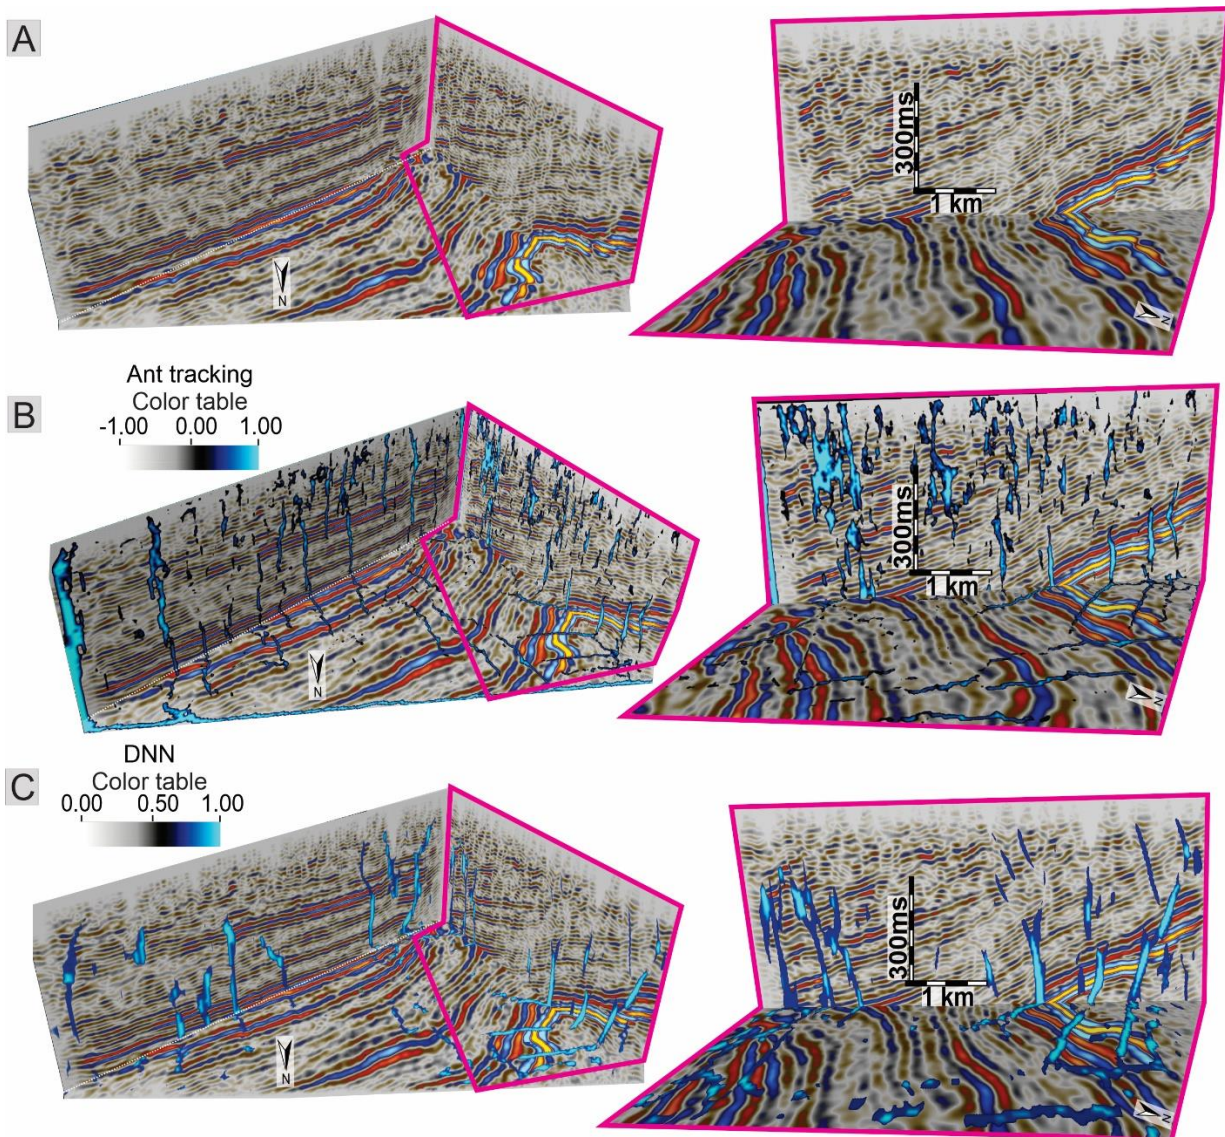 A
300ms
1 km
N
N
Ant tracking
Color table
-1.00 0.00 1.00
B
300ms
1 km
N
N
DNN
Color table
0.00 0.50 1.00
C
300ms
1 km
N
N